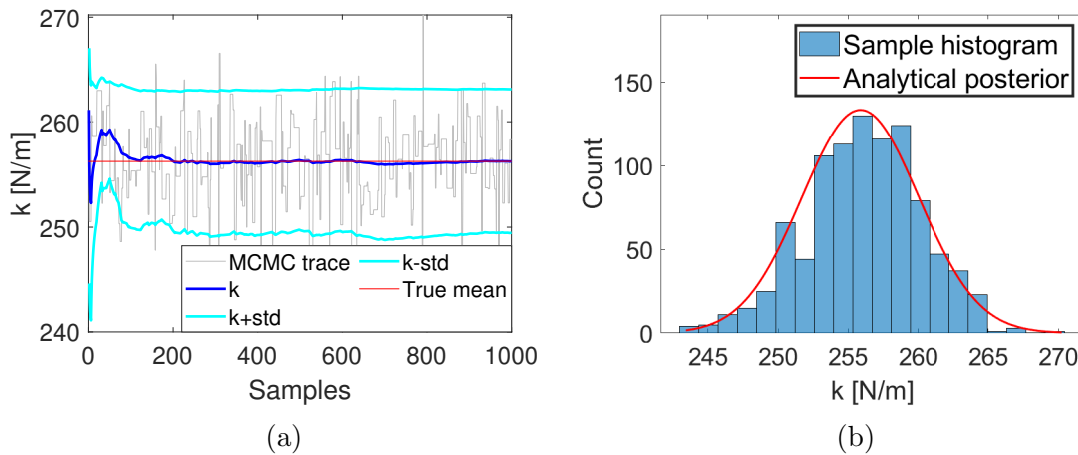 270
260
250
240
k [N/m]
MCMC trace
k
k+std
k-std
True mean
0 200 400 600 800 1000
Samples
(a)
Sample histogram
Analytical posterior
150
100
50
0
Count
245 250 255 260 265 270
k [N/m]
(b)